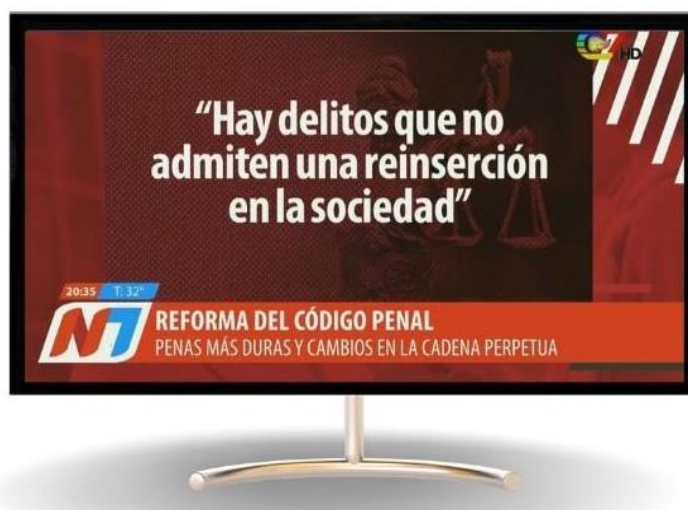 “Hay delitos que no
admiten una reinserción
en la sociedad”
HD
20:35 T: 32°
N7
REFORMA DEL CÓDIGO PENAL
PENAS MÁS DURAS Y CAMBIOS EN LA CADENA PERPETUA